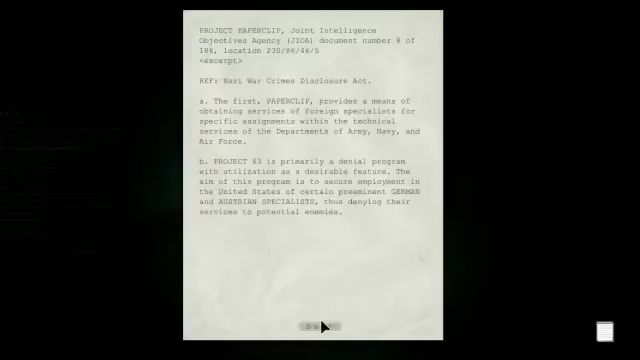 PROJECT PAPERCLIP, Joint Intelligence
Objectives Agency (JIOA) document number 8 of
186, location 230/86/46/5
<excerpt>
REF: Nazi War Crimes Disclosure Act.
a. The first, PAPERCLIP, provides a means of
obtaining services of foreign specialists for
specific assignments within the technical
services of the Departments of Army, Navy, and
Air Force.
b. PROJECT 63 is primarily a denial program
with utilization as a desirable feature. The
aim of this program is to secure employment in
the United States of certain preeminent GERMAN
and AUSTRIAN SPECIALISTS, thus denying their
services to potential enemies.